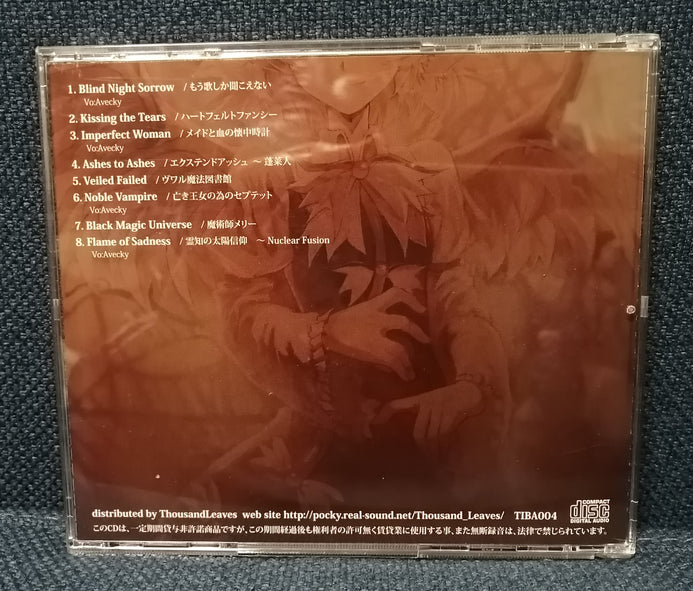 1. Blind Night Sorrow / もう歌しか聞こえない
Vo:Avecky
2. Kissing the Tears / ハートフェルトファンシー
3. Imperfect Woman / メイドと血の懐中時計
Vo:Avecky
4. Ashes to Ashes / エクステンドアッシュ ～ 蓬莱人
5. Veiled Failed / ヴワル魔法図書館
6. Noble Vampire / 亡き王女の為のセプテット
Vo:Avecky
7. Black Magic Universe / 魔術師メリー
8. Flame of Sadness / 霊知の太陽信仰 ～ Nuclear Fusion
Vo:Avecky
distributed by ThousandLeaves web site http://pocky.real-sound.net/Thousand_Leaves/ TIBA004
COMPACT
disc
DIGITAL AUDIO
このCDは、一定期間貸与非許諾商品ですが、この期間経過後も権利者の許可無く賃貸業に使用する事、また無断録音は、法律で禁じられています。